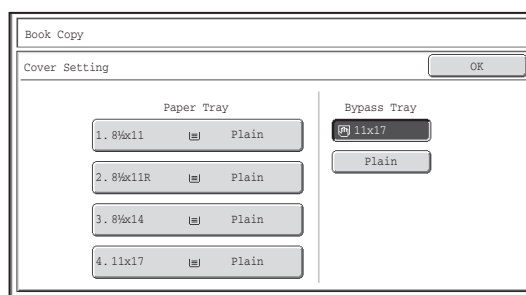 Book Copy
Cover Setting
OK
Paper Tray
1. 8½x11 Plain
2. 8½x11R Plain
3. 8½x14 Plain
4. 11x17 Plain
Bypass Tray
11x17
Plain